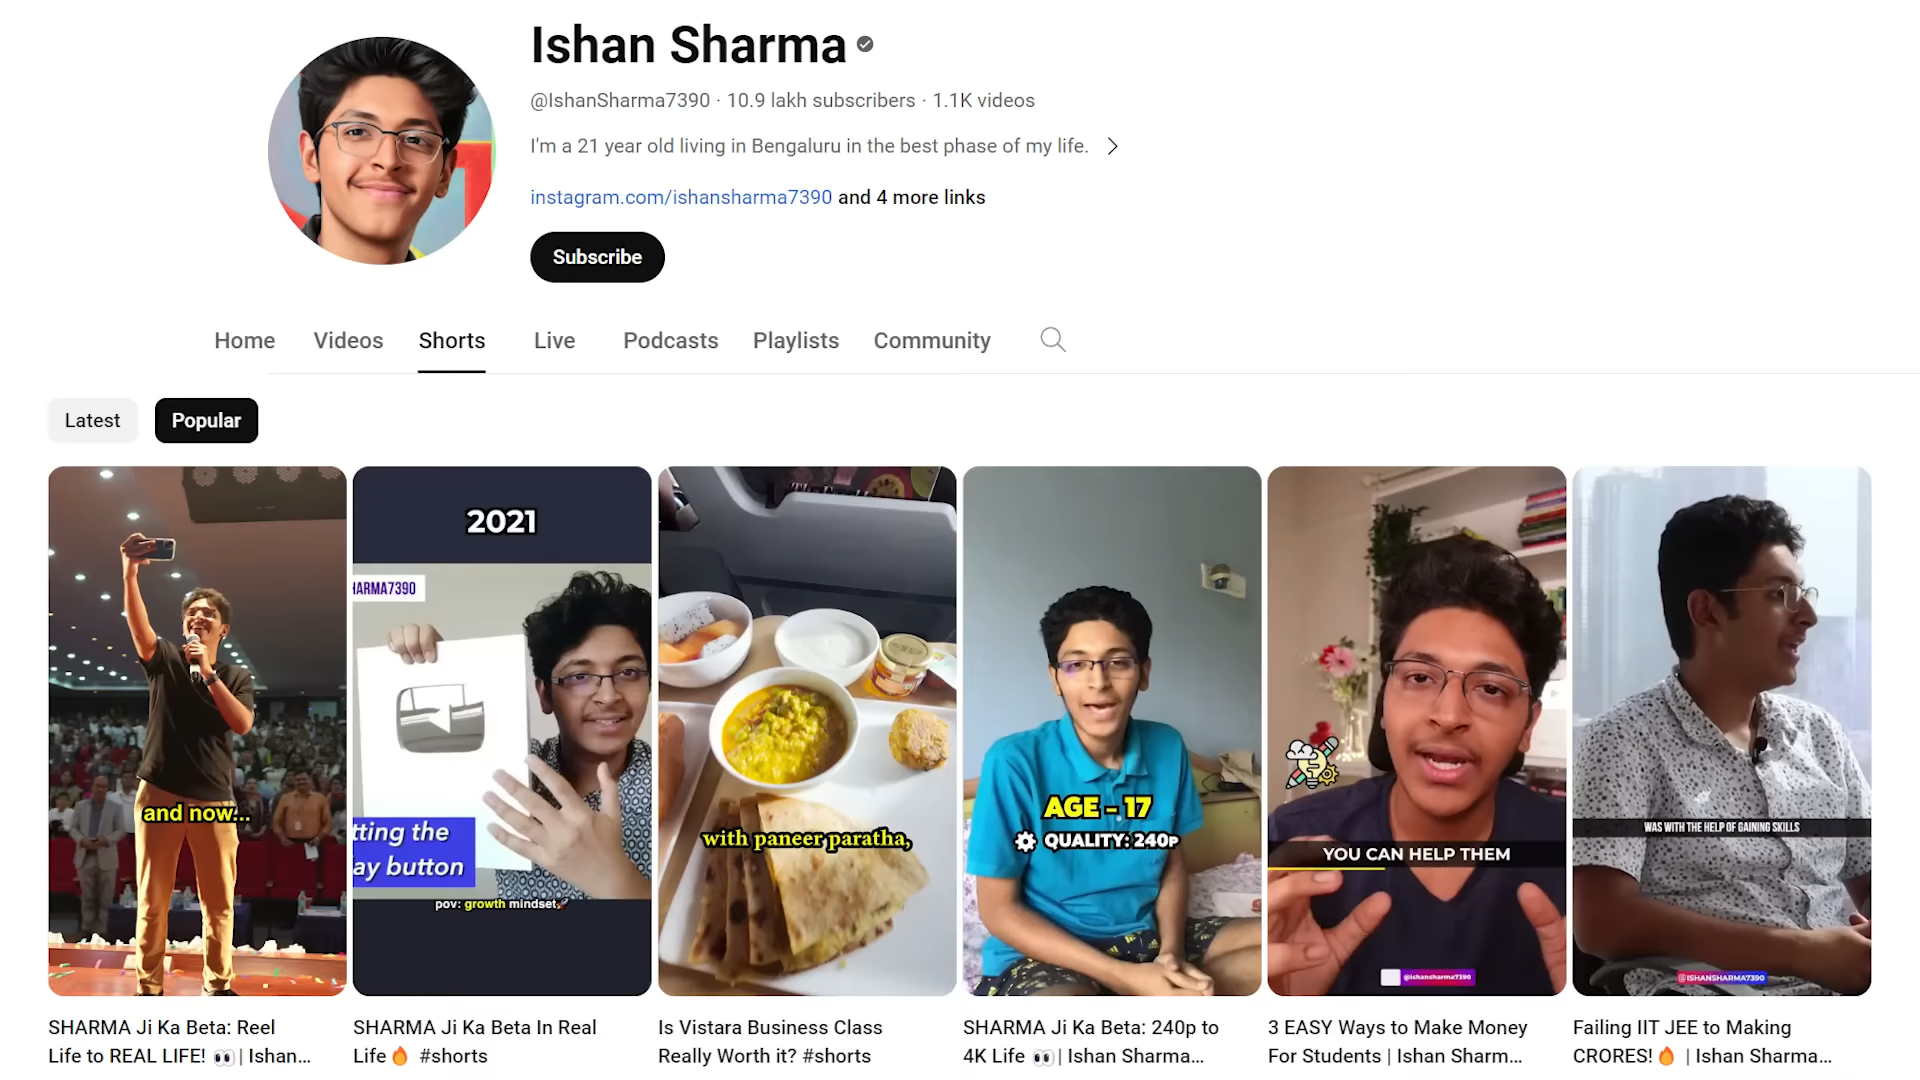 Ishan Sharma
@IshanSharma7390 · 10.9 lakh subscribers · 1.1K videos
I'm a 21 year old living in Bengaluru in the best phase of my life.
instagram.com/ishansharma7390 and 4 more links
Subscribe
Home Videos Shorts Live Podcasts Playlists Community
Latest Popular
and now...
2021
HARMA7390
tting the
ay button
pov: growth mindset🚀
with paneer paratha,
AGE - 17
QUALITY: 240P
YOU CAN HELP THEM
@ishansharma7390
WAS WITH THE HELP OF GAINING SKILLS
ISHANSHARMA7390
SHARMA Ji Ka Beta: Reel
Life to REAL LIFE! 👀 | Ishan...
SHARMA Ji Ka Beta In Real
Life🔥 #shorts
Is Vistara Business Class
Really Worth it? #shorts
SHARMA Ji Ka Beta: 240p to
4K Life 👀 | Ishan Sharma...
3 EASY Ways to Make Money
For Students | Ishan Sharm...
Failing IIT JEE to Making
CRORES!🔥 | Ishan Sharma...